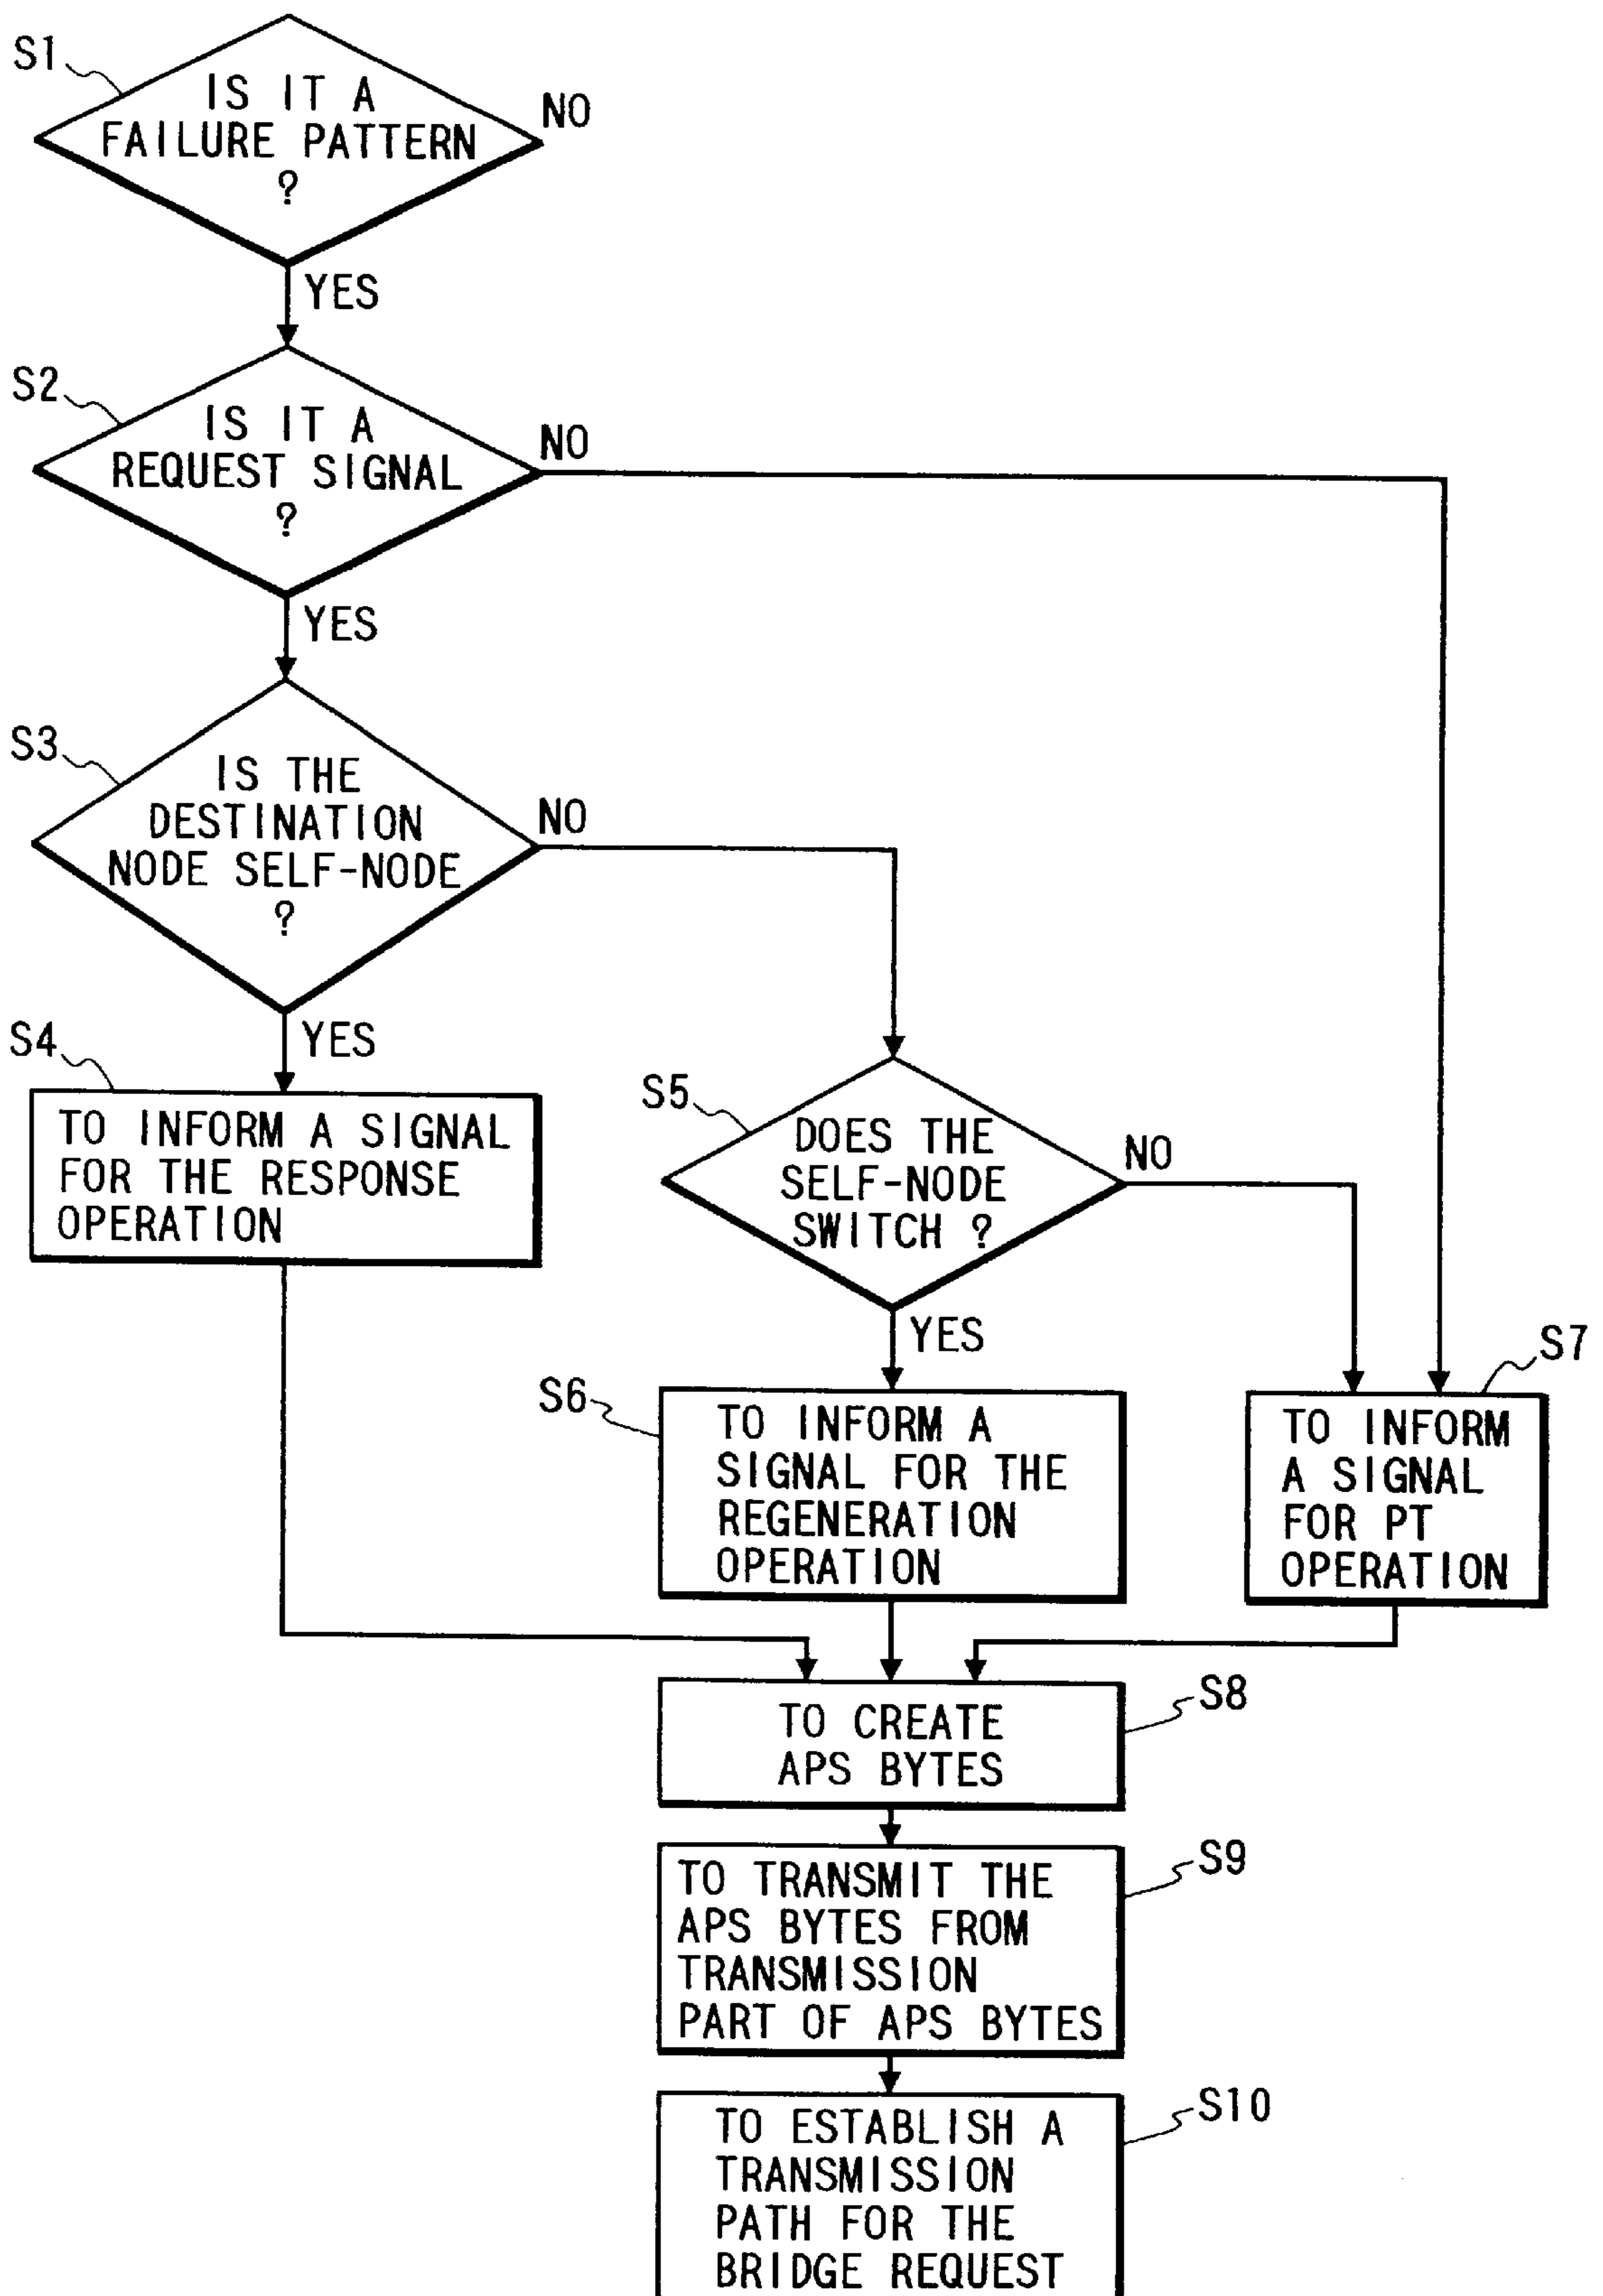 S1
IS IT A
FAILURE PATTERN
?
NO
YES
S2
IS IT A
REQUEST SIGNAL
?
NO
YES
S3
IS THE
DESTINATION
NODE SELF-NODE
?
NO
YES
S4
TO INFORM A SIGNAL
FOR THE RESPONSE
OPERATION
S5
DOES THE
SELF-NODE
SWITCH ?
NO
YES
S6
TO INFORM A
SIGNAL FOR THE
REGENERATION
OPERATION
S7
TO INFORM
A SIGNAL
FOR PT
OPERATION
S8
TO CREATE
APS BYTES
S9
TO TRANSMIT THE
APS BYTES FROM
TRANSMISSION
PART OF APS BYTES
S10
TO ESTABLISH A
TRANSMISSION
PATH FOR THE
BRIDGE REQUEST